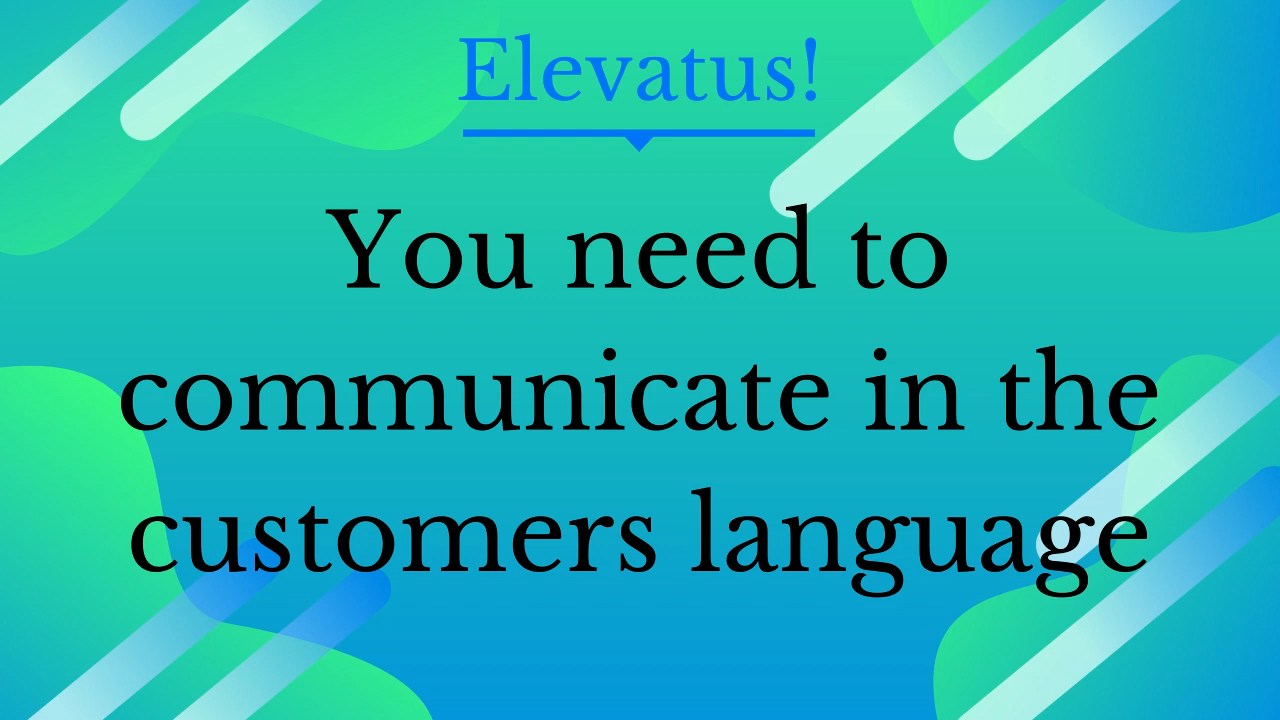 Elevatus!
You need to
communicate in the
customers language